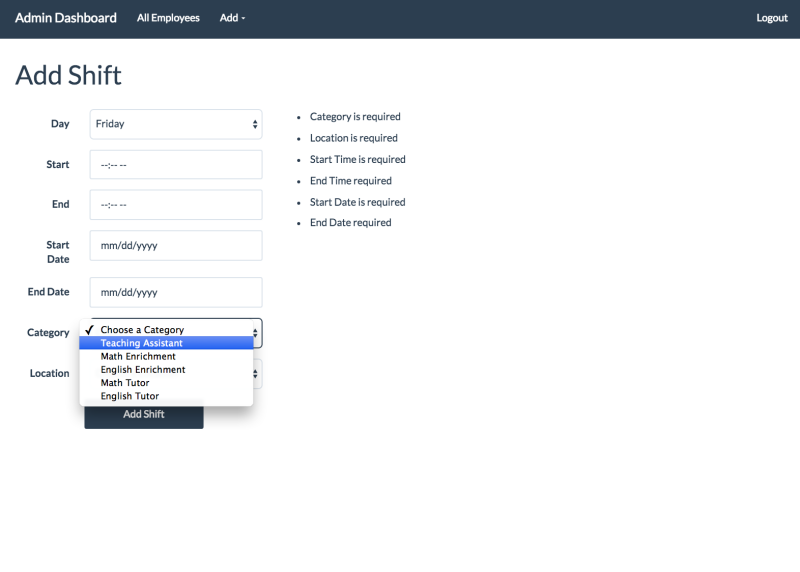 Admin Dashboard All Employees Add Logout
Add Shift
Day Friday
Start --:-- --
End --:-- --
Start Date mm/dd/yyyy
End Date mm/dd/yyyy
Category ✓ Choose a Category
Teaching Assistant
Math Enrichment
English Enrichment
Math Tutor
English Tutor
Location
Add Shift
• Category is required
• Location is required
• Start Time is required
• End Time required
• Start Date is required
• End Date required